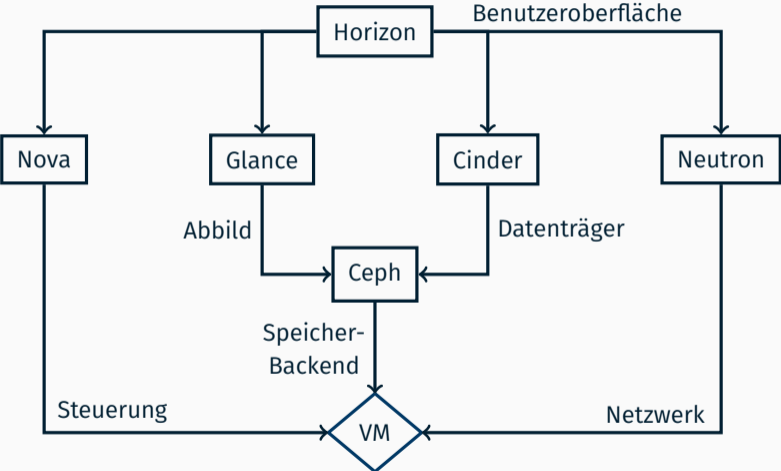 Benutzeroberfläche
Horizon
Nova
Glance
Cinder
Neutron
Abbild
Datenträger
Ceph
Speicher-
Backend
Steuerung
Netzwerk
VM